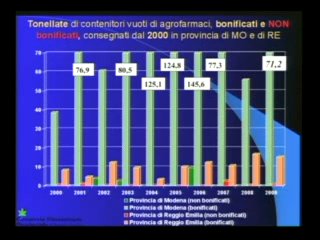 Tonellate di contenitori vuoti di agrofarmaci, bonificati e NON
bonificati, consegnati dal 2000 in provincia di MO e di RE
70
60
50
40
30
20
10
0
76,9
80,5
125,1
124,8
145,6
77,3
71,2
2000 2001 2002 2003 2004 2005 2006 2007 2008 2009
Provincia di Modena (non bonificati)
Provincia di Modena (bonificati)
Provincia di Reggio Emilia (non bonificati)
Provincia di Reggio Emilia (bonificati)